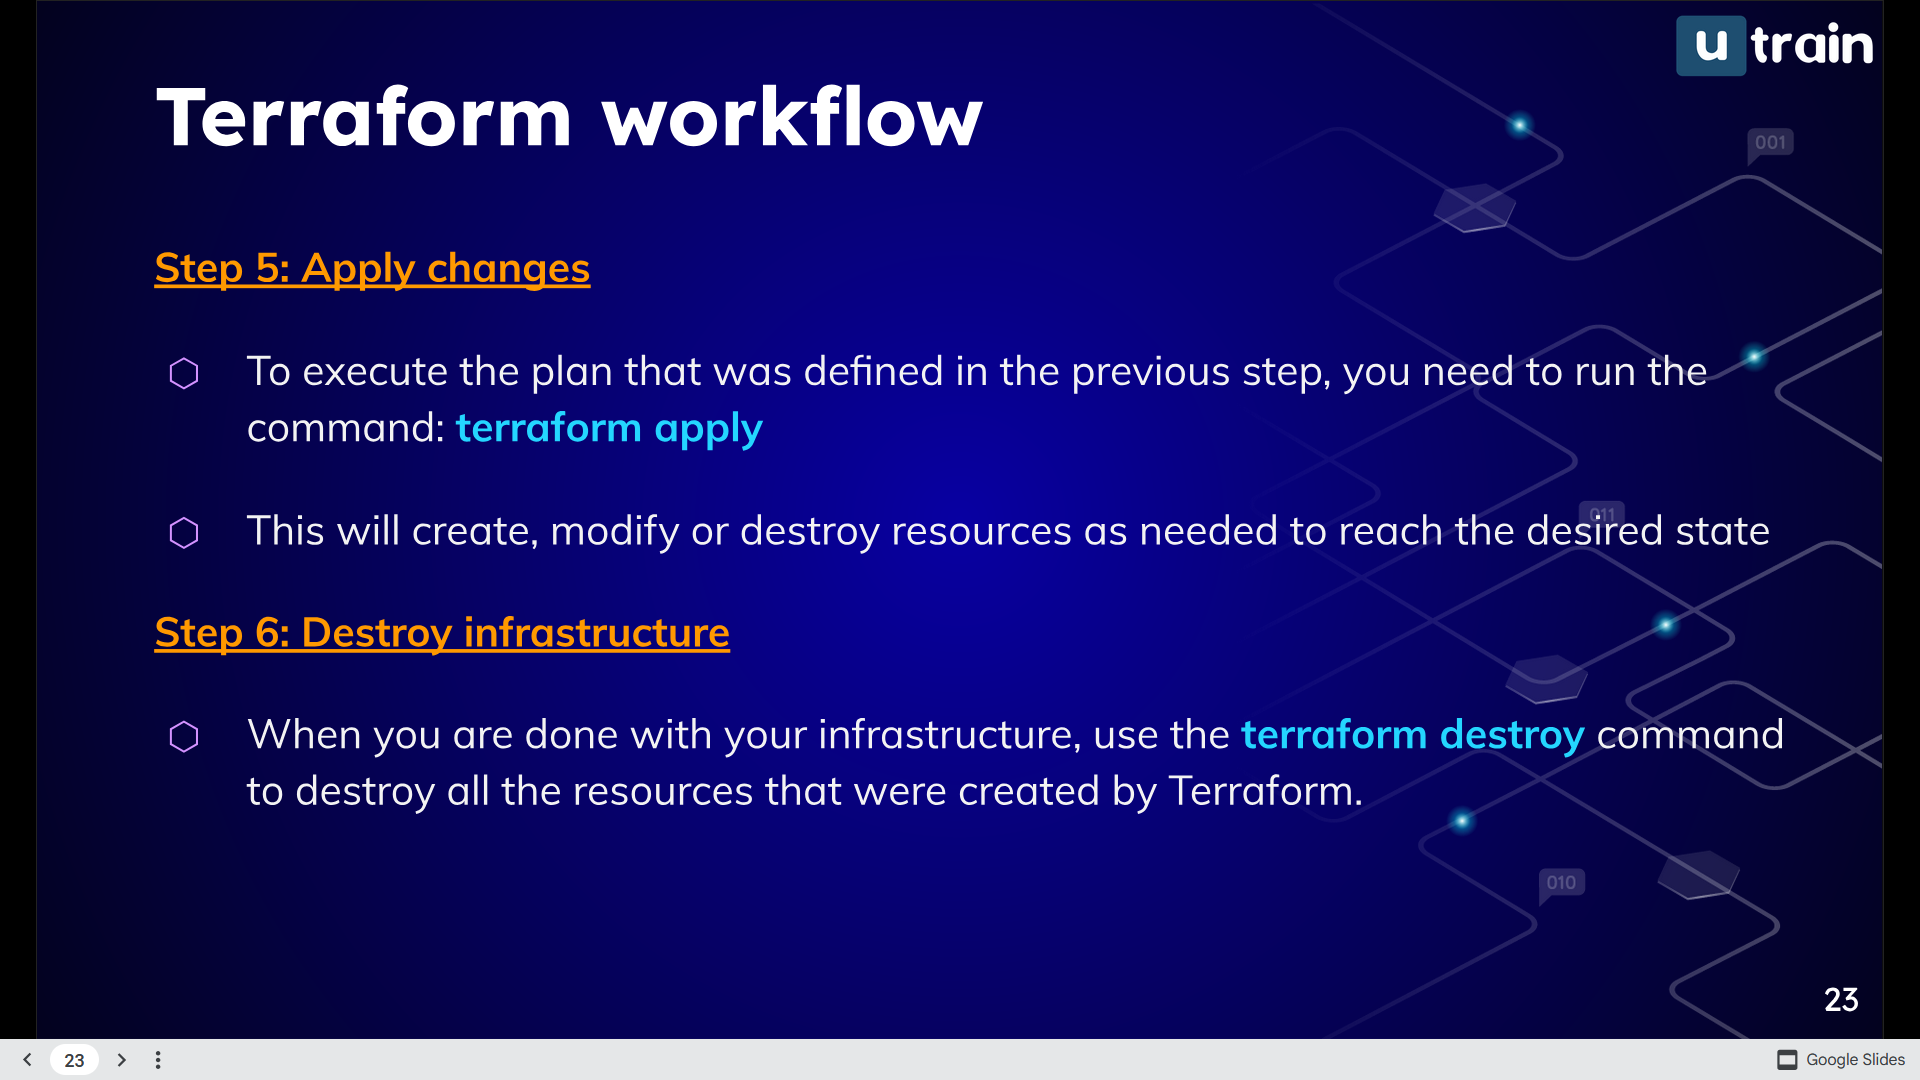 u train
Terraform workflow
001
Step 5: Apply changes
To execute the plan that was defined in the previous step, you need to run the
command: terraform apply
011
This will create, modify or destroy resources as needed to reach the desired state
Step 6: Destroy infrastructure
When you are done with your infrastructure, use the terraform destroy command
to destroy all the resources that were created by Terraform.
010
23
23
Google Slides